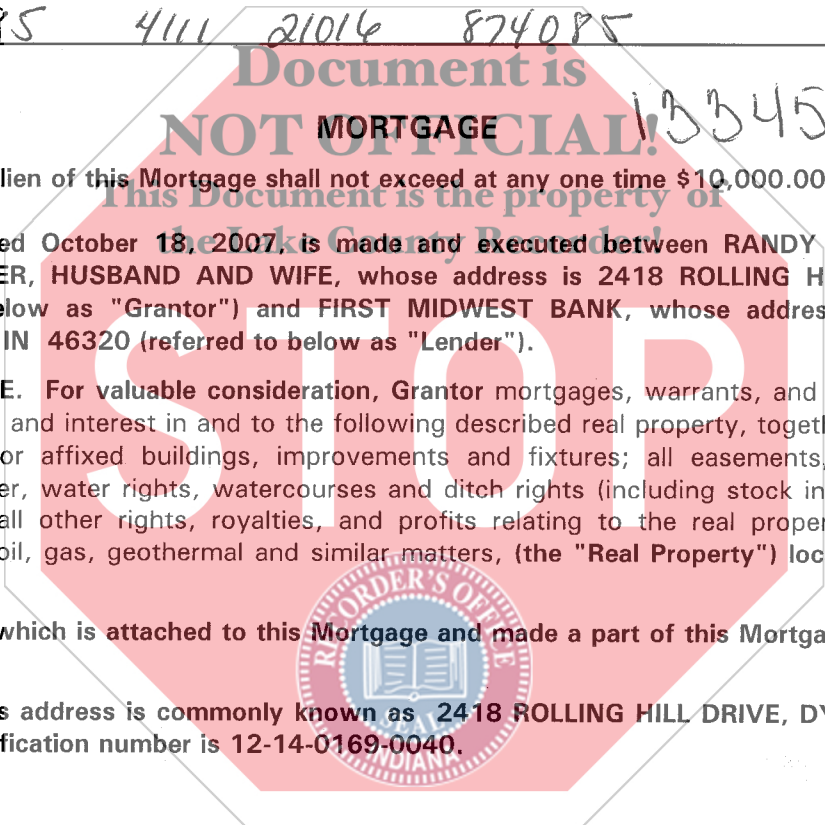 85 4111 21016 874085
Document is
NOT OFFICIAL!
MORTGAGE
13345
lien of this Mortgage shall not exceed at any one time $10,000.00
This Document is the property of
the Lake County Recorder!
ed October 18, 2007, is made and executed between RANDY
ER, HUSBAND AND WIFE, whose address is 2418 ROLLING H
elow as "Grantor") and FIRST MIDWEST BANK, whose addres
IN 46320 (referred to below as "Lender").
E. For valuable consideration, Grantor mortgages, warrants, and
and interest in and to the following described real property, togeth
or affixed buildings, improvements and fixtures; all easements,
er, water rights, watercourses and ditch rights (including stock in
all other rights, royalties, and profits relating to the real proper
oil, gas, geothermal and similar matters, (the "Real Property") loc
STOP
which is attached to this Mortgage and made a part of this Mortga
s address is commonly known as 2418 ROLLING HILL DRIVE, DY
fication number is 12-14-0169-0040.
RECORDER'S OFFICE
SEAL
INDIANA